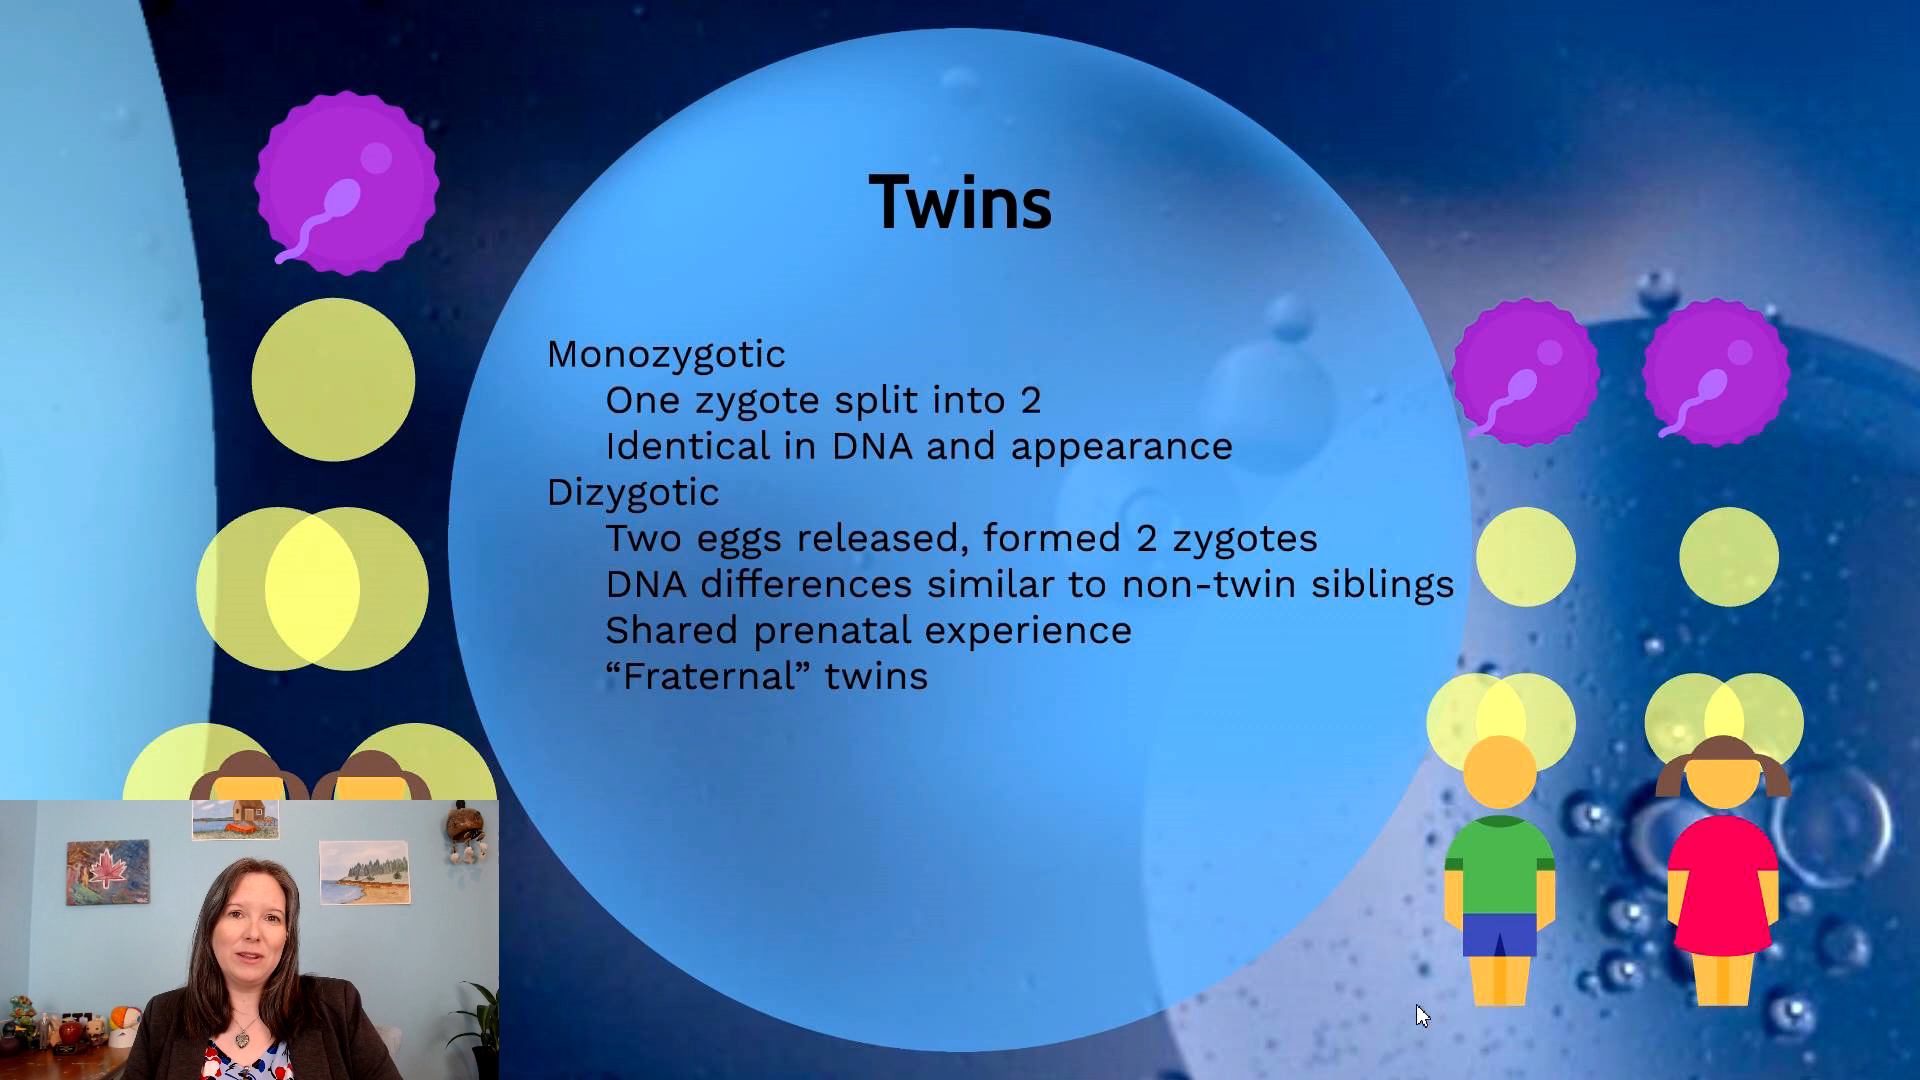 Twins
Monozygotic
One zygote split into 2
Identical in DNA and appearance
Dizygotic
Two eggs released, formed 2 zygotes
DNA differences similar to non-twin siblings
Shared prenatal experience
“Fraternal” twins